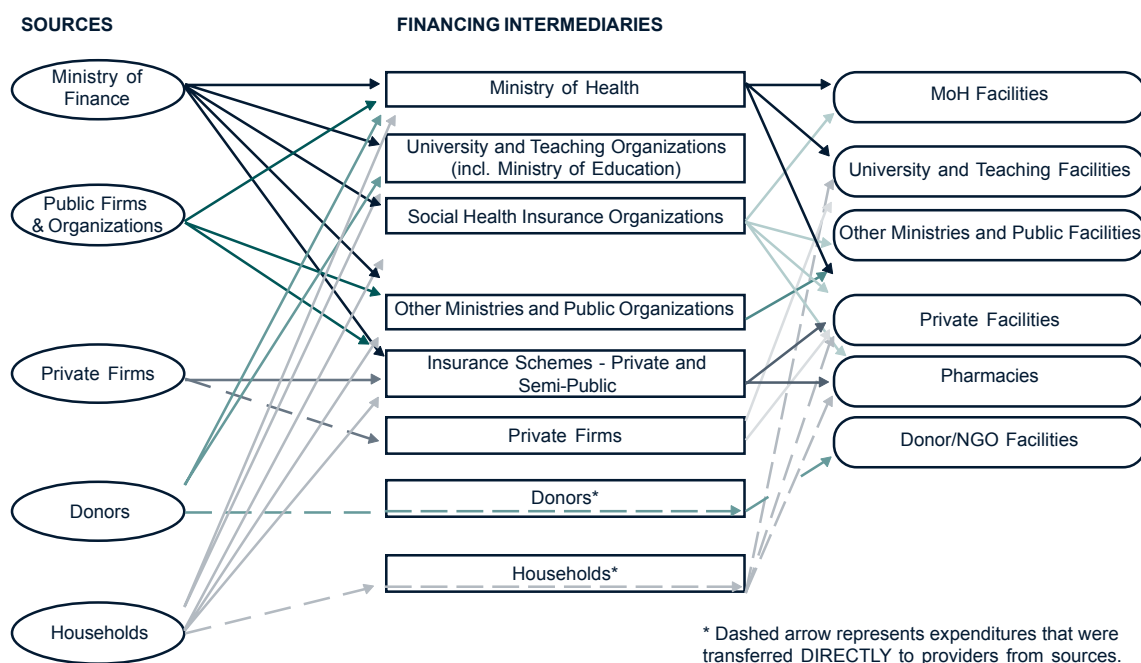 SOURCES
FINANCING INTERMEDIARIES
Ministry of
Finance
Public Firms
& Organizations
Private Firms
Donors
Households
Ministry of Health
University and Teaching Organizations
(incl. Ministry of Education)
Social Health Insurance Organizations
Other Ministries and Public Organizations
Insurance Schemes - Private and
Semi-Public
Private Firms
Donors*
Households*
MoH Facilities
University and Teaching Facilities
Other Ministries and Public Facilities
Private Facilities
Pharmacies
Donor/NGO Facilities
* Dashed arrow represents expenditures that were
transferred DIRECTLY to providers from sources.